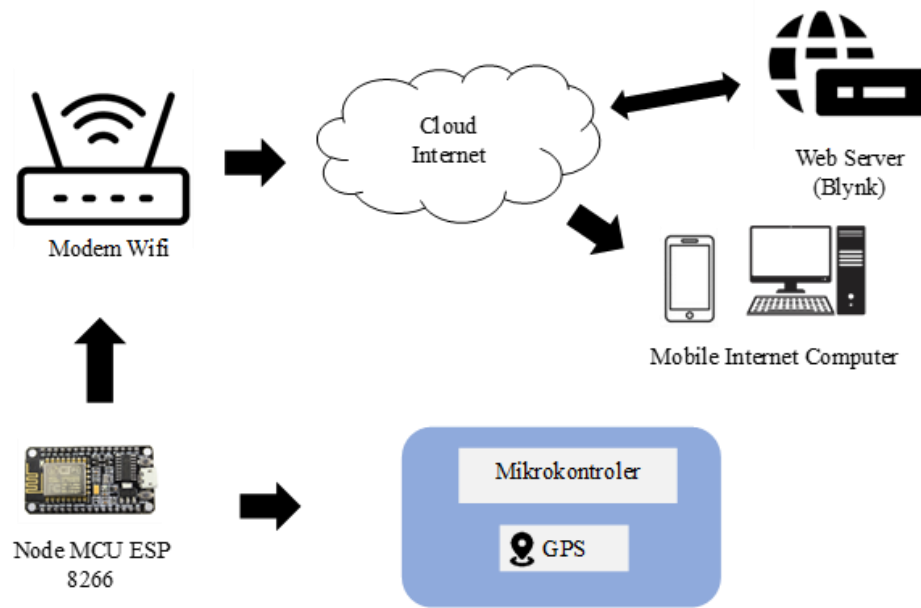 Cloud
Internet
Web Server
(Blynk)
Modem Wifi
Mobile Internet Computer
Mikrokontroler
GPS
Node MCU ESP
8266